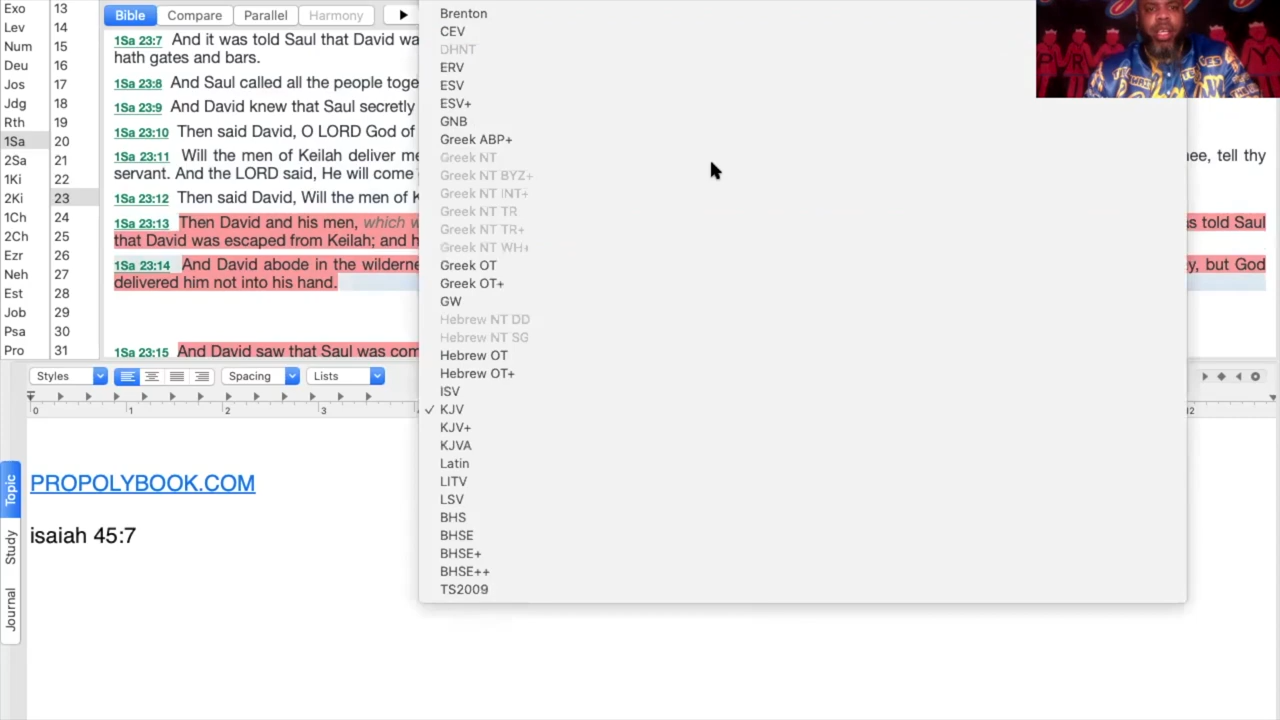 Exo
Lev
Num
Deu
Jos
Jdg
Rth
1Sa
2Sa
1Ki
2Ki
1Ch
2Ch
Ezr
Neh
Est
Job
Psa
Pro
13
14
15
16
17
18
19
20
21
22
23
24
25
26
27
28
29
30
31
Bible Compare Parallel Harmony
1Sa 23:7 And it was told Saul that David wa
hath gates and bars.
1Sa 23:8 And Saul called all the people toge
1Sa 23:9 And David knew that Saul secretly
1Sa 23:10 Then said David, O LORD God of
1Sa 23:11 Will the men of Keilah deliver me ee, tell thy
servant. And the LORD said, He will come
1Sa 23:12 Then said David, Will the men of K
1Sa 23:13 Then David and his men, which w s told Saul
that David was escaped from Keilah; and h
1Sa 23:14 And David abode in the wilderne y, but God
delivered him not into his hand.
1Sa 23:15 And David saw that Saul was com
Brenton
CEV
DHNT
ERV
ESV
ESV+
GNB
Greek ABP+
Greek NT
Greek NT BYZ+
Greek NT INT+
Greek NT TR
Greek NT TR+
Greek NT WH+
Greek OT
Greek OT+
GW
Hebrew NT DD
Hebrew NT SG
Hebrew OT
Hebrew OT+
ISV
✓ KJV
KJV+
KJVA
Latin
LITV
LSV
BHS
BHSE
BHSE+
BHSE++
TS2009
Styles Spacing Lists
0 1 2 3 12
Topic
Study
Journal
PROPOLYBOOK.COM
isaiah 45:7